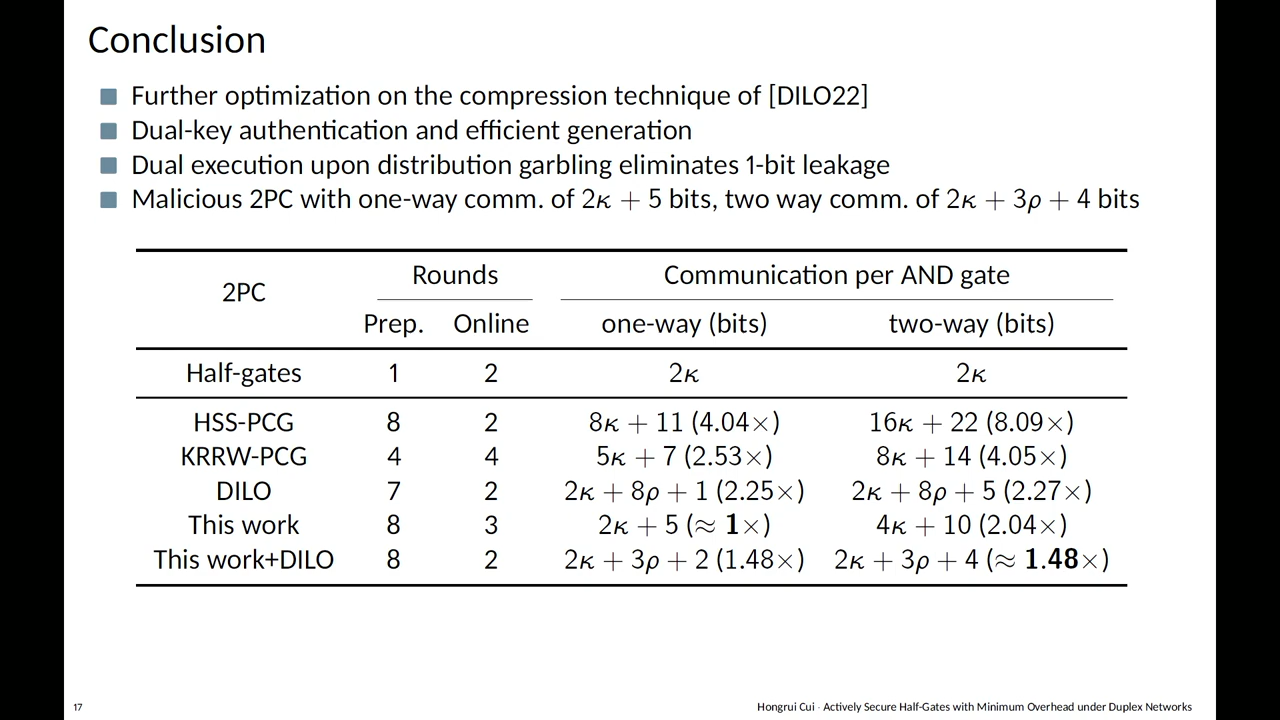 Conclusion
Further optimization on the compression technique of [DILO22]
Dual-key authentication and efficient generation
Dual execution upon distribution garbling eliminates 1-bit leakage
Malicious 2PC with one-way comm. of 2κ + 5 bits, two way comm. of 2κ + 3ρ + 4 bits
2PC Rounds Communication per AND gate
Prep. Online one-way (bits) two-way (bits)
Half-gates 1 2 2κ 2κ
HSS-PCG 8 2 8κ + 11 (4.04×) 16κ + 22 (8.09×)
KRRW-PCG 4 4 5κ + 7 (2.53×) 8κ + 14 (4.05×)
DILO 7 2 2κ + 8ρ + 1 (2.25×) 2κ + 8ρ + 5 (2.27×)
This work 8 3 2κ + 5 (≈ 1×) 4κ + 10 (2.04×)
This work+DILO 8 2 2κ + 3ρ + 2 (1.48×) 2κ + 3ρ + 4 (≈ 1.48×)
17 Hongrui Cui · Actively Secure Half-Gates with Minimum Overhead under Duplex Networks